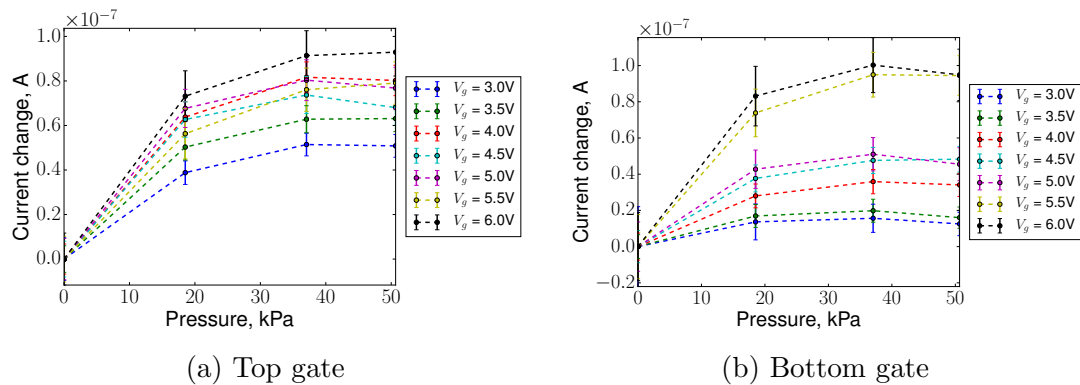 ×10⁻⁷
1.0
0.8
0.6
0.4
0.2
0.0
Current change, A
0 10 20 30 40 50
Pressure, kPa
V_g = 3.0V
V_g = 3.5V
V_g = 4.0V
V_g = 4.5V
V_g = 5.0V
V_g = 5.5V
V_g = 6.0V
(a) Top gate
×10⁻⁷
1.0
0.8
0.6
0.4
0.2
0.0
−0.2
Current change, A
0 10 20 30 40 50
Pressure, kPa
V_g = 3.0V
V_g = 3.5V
V_g = 4.0V
V_g = 4.5V
V_g = 5.0V
V_g = 5.5V
V_g = 6.0V
(b) Bottom gate